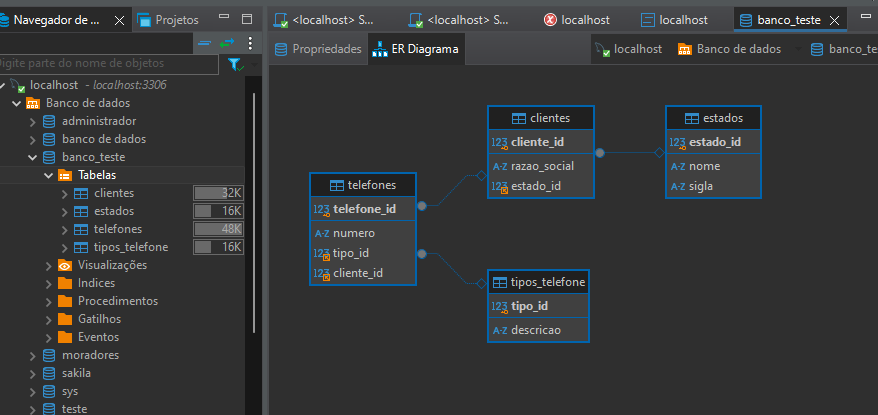 Navegador de ...
Projetos
Digite parte do nome de objetos
localhost - localhost:3306
Banco de dados
administrador
banco de dados
banco_teste
Tabelas
clientes 32K
estados 16K
telefones 48K
tipos_telefone 16K
Visualizações
Indices
Procedimentos
Gatilhos
Eventos
moradores
sakila
sys
teste
<localhost> S...
<localhost> S...
localhost
localhost
banco_teste
Propriedades
ER Diagrama
localhost
Banco de dados
banco_te
clientes
123 cliente_id
A-Z razao_social
123 estado_id
estados
123 estado_id
A-Z nome
A-Z sigla
telefones
123 telefone_id
A-Z numero
123 tipo_id
123 cliente_id
tipos_telefone
123 tipo_id
A-Z descricao